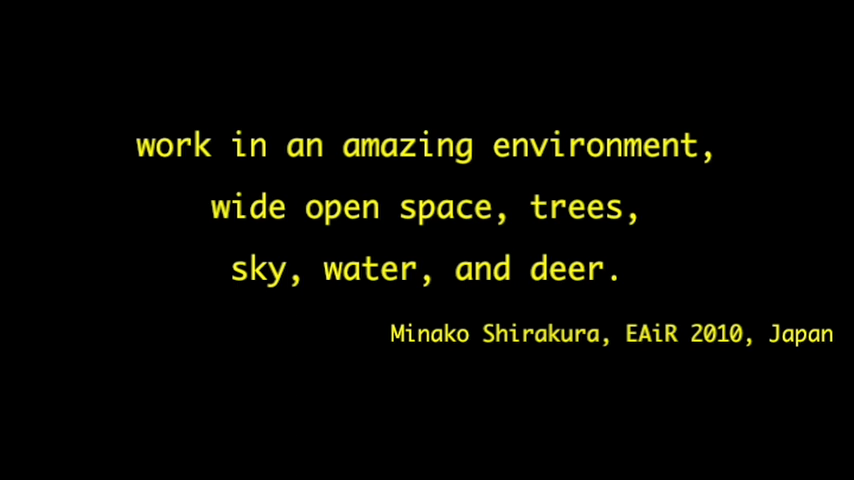 work in an amazing environment,
wide open space, trees,
sky, water, and deer.
Minako Shirakura, EAiR 2010, Japan